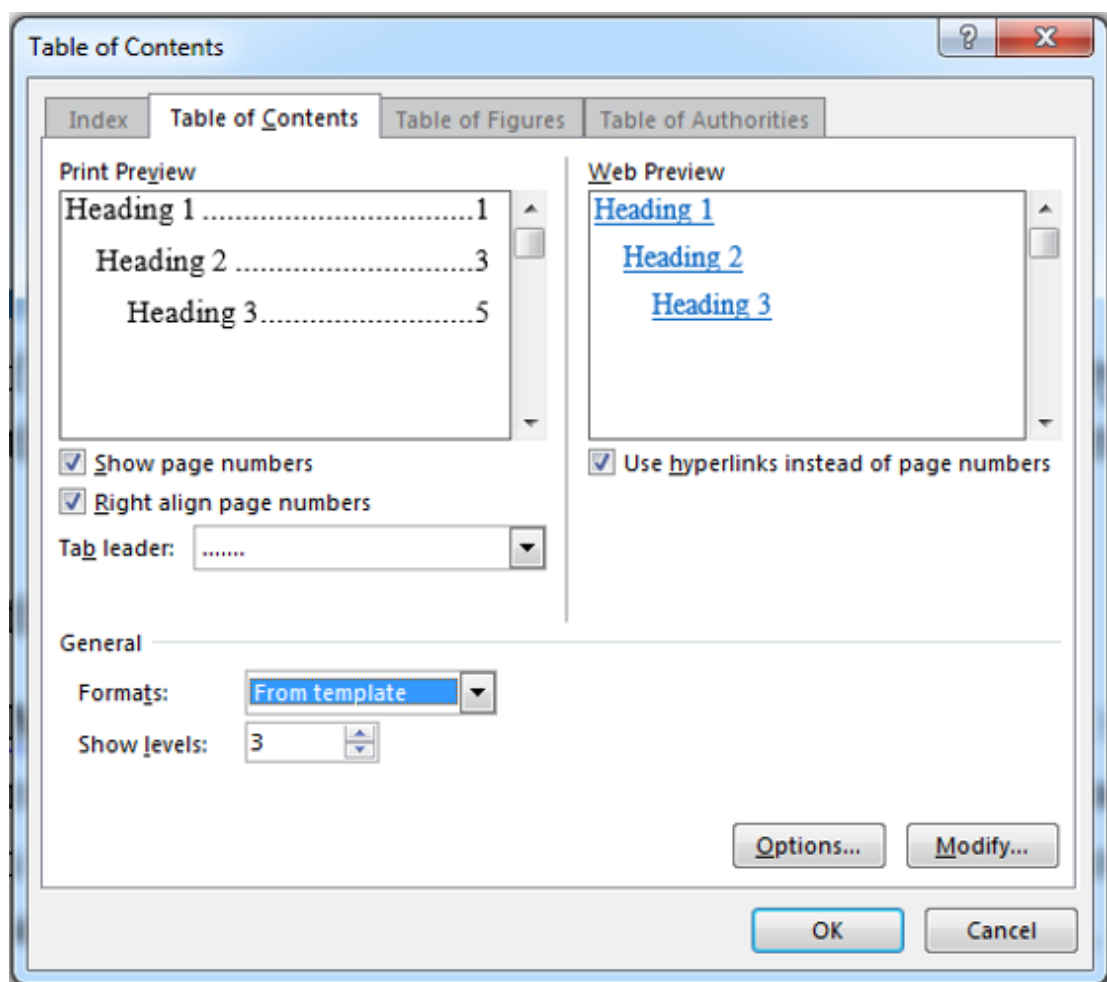 Table of Contents
Index Table of Contents Table of Figures Table of Authorities
Print Preview
Heading 1 ................................1
Heading 2 ............................3
Heading 3.........................5
Show page numbers
Right align page numbers
Tab leader: .......
Web Preview
Heading 1
Heading 2
Heading 3
Use hyperlinks instead of page numbers
General
Formats: From template
Show levels: 3
Options... Modify...
OK Cancel